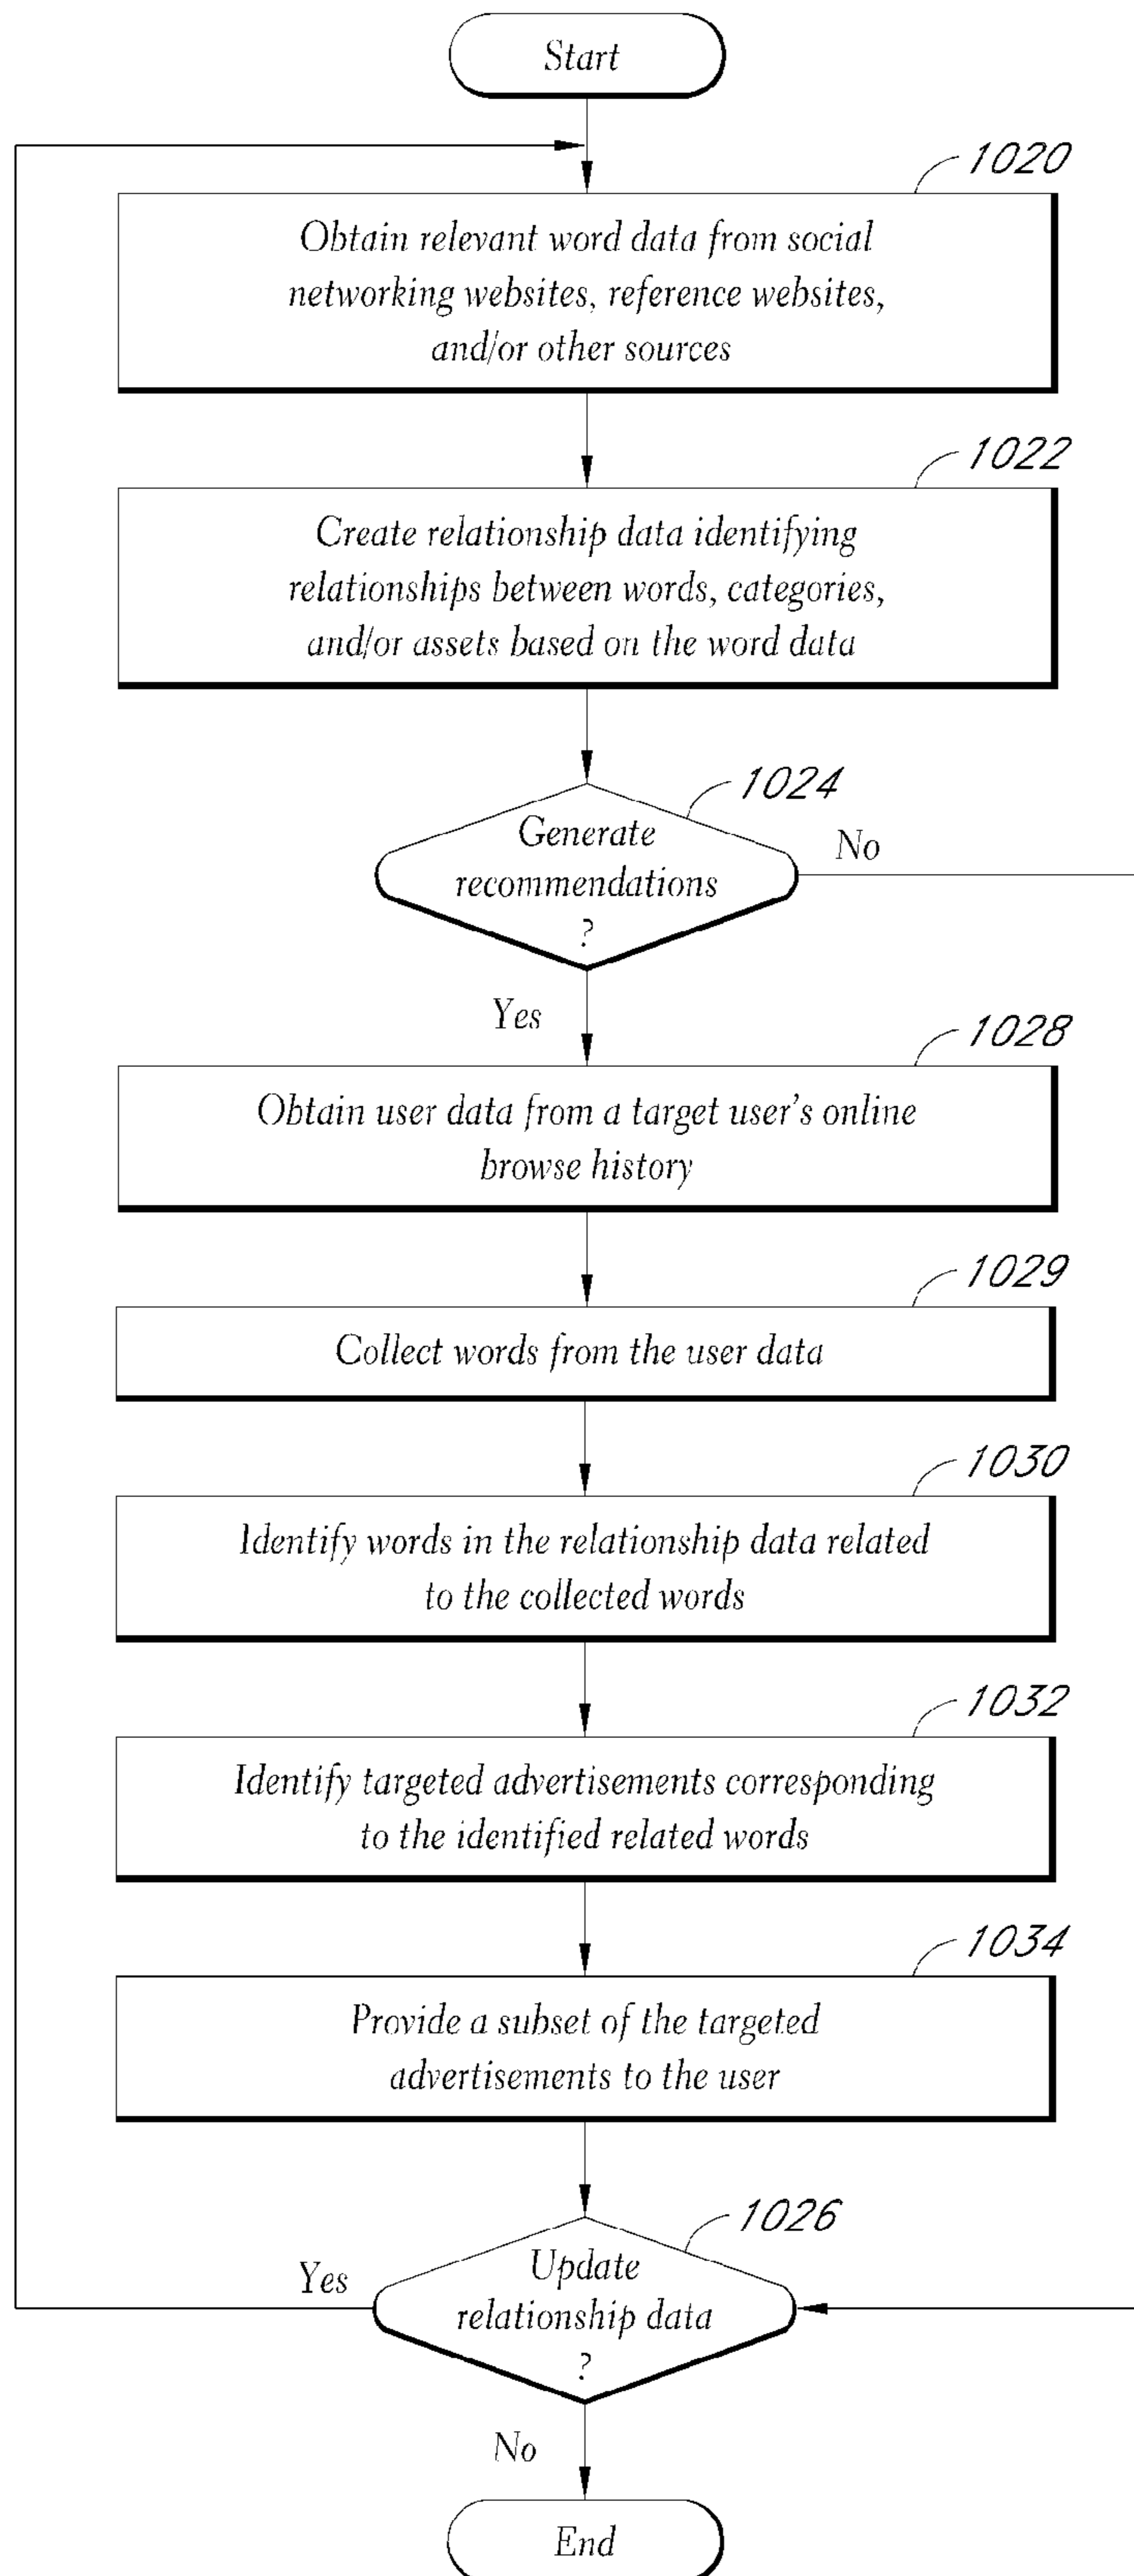 Start
1020
Obtain relevant word data from social
networking websites, reference websites,
and/or other sources
1022
Create relationship data identifying
relationships between words, categories,
and/or assets based on the word data
1024
Generate
recommendations
?
No
Yes
1028
Obtain user data from a target user's online
browse history
1029
Collect words from the user data
1030
Identify words in the relationship data related
to the collected words
1032
Identify targeted advertisements corresponding
to the identified related words
1034
Provide a subset of the targeted
advertisements to the user
1026
Update
relationship data
?
Yes
No
End